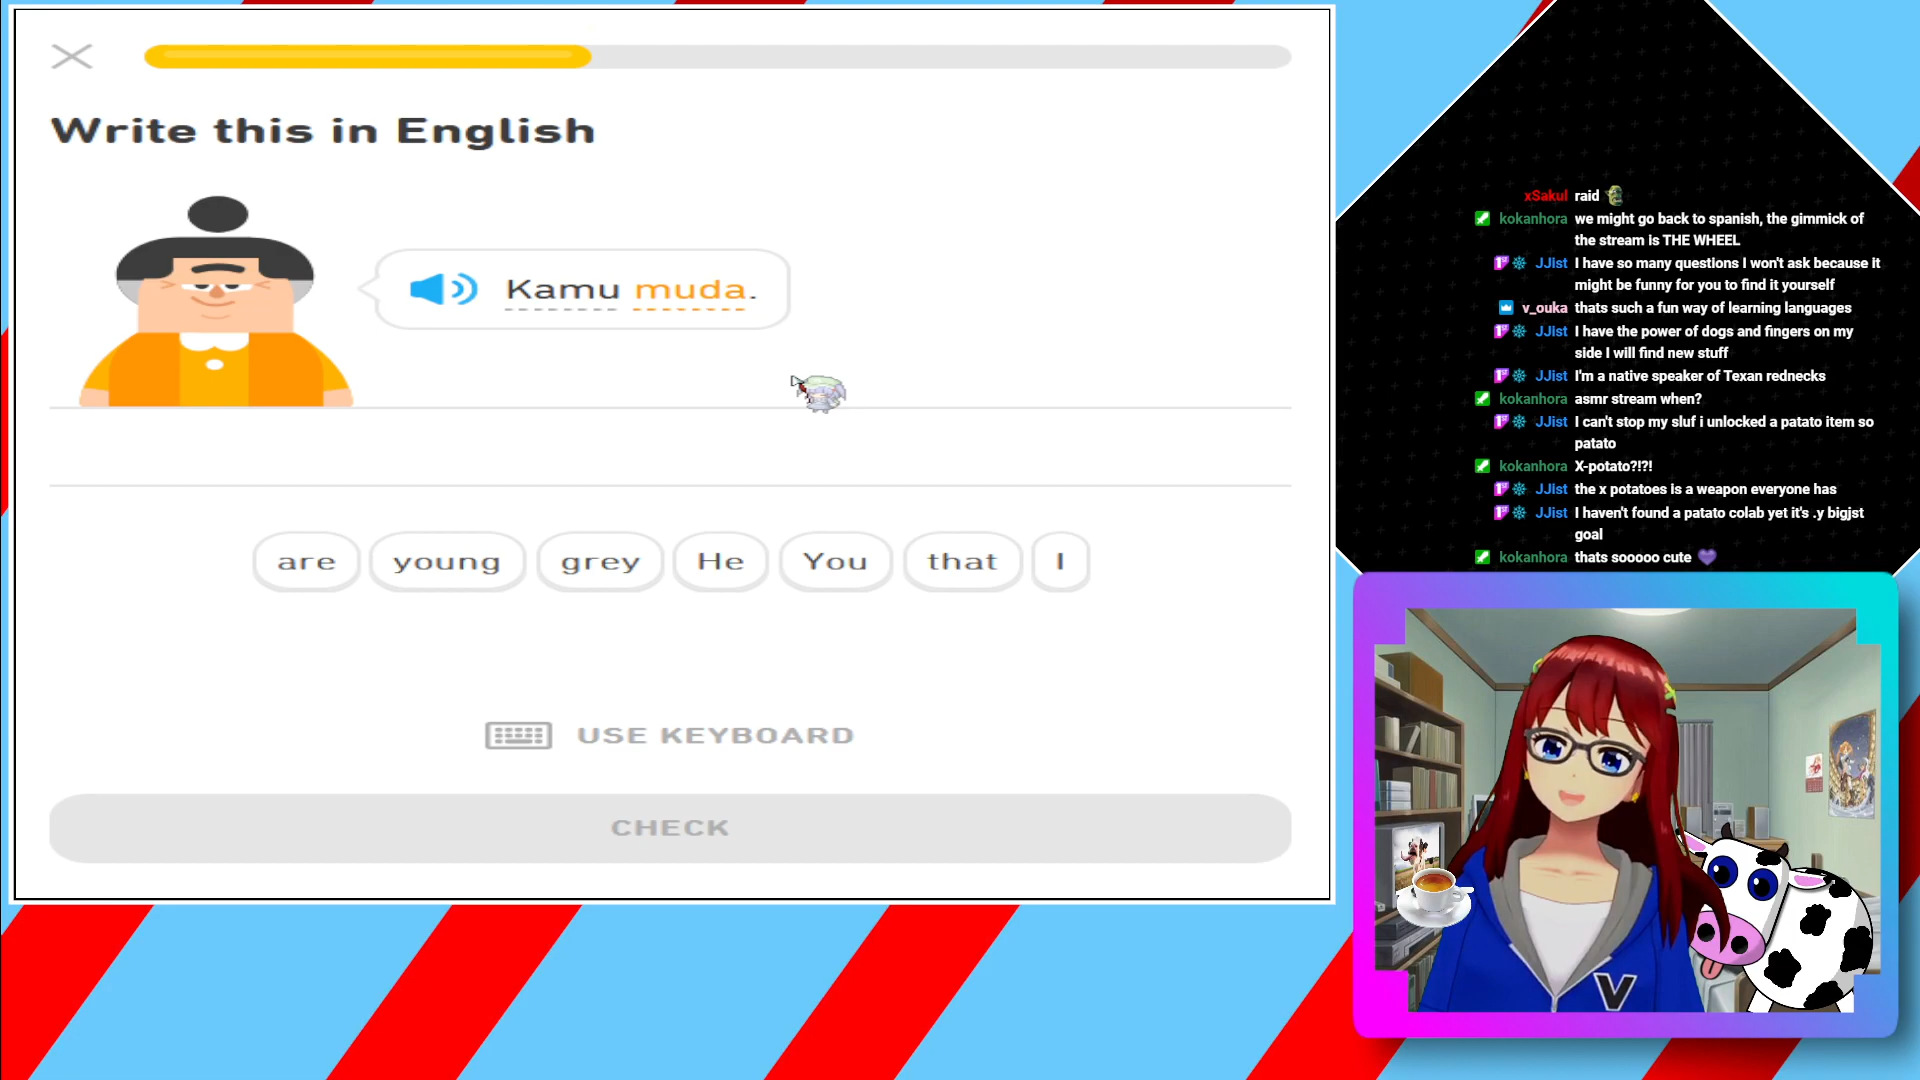 Write this in English
Kamu muda.
are young grey He You that I
USE KEYBOARD
CHECK
xSakul raid
kokanhora we might go back to spanish, the gimmick of
the stream is THE WHEEL
JJist I have so many questions I won't ask because it
might be funny for you to find it yourself
v_ouka thats such a fun way of learning languages
JJist I have the power of dogs and fingers on my
side I will find new stuff
JJist I'm a native speaker of Texan rednecks
kokanhora asmr stream when?
JJist I can't stop my sluf i unlocked a patato item so
patato
kokanhora X-potato?!?!
JJist the x potatoes is a weapon everyone has
JJist I haven't found a patato colab yet it's .y bigjst
goal
kokanhora thats sooooo cute
V